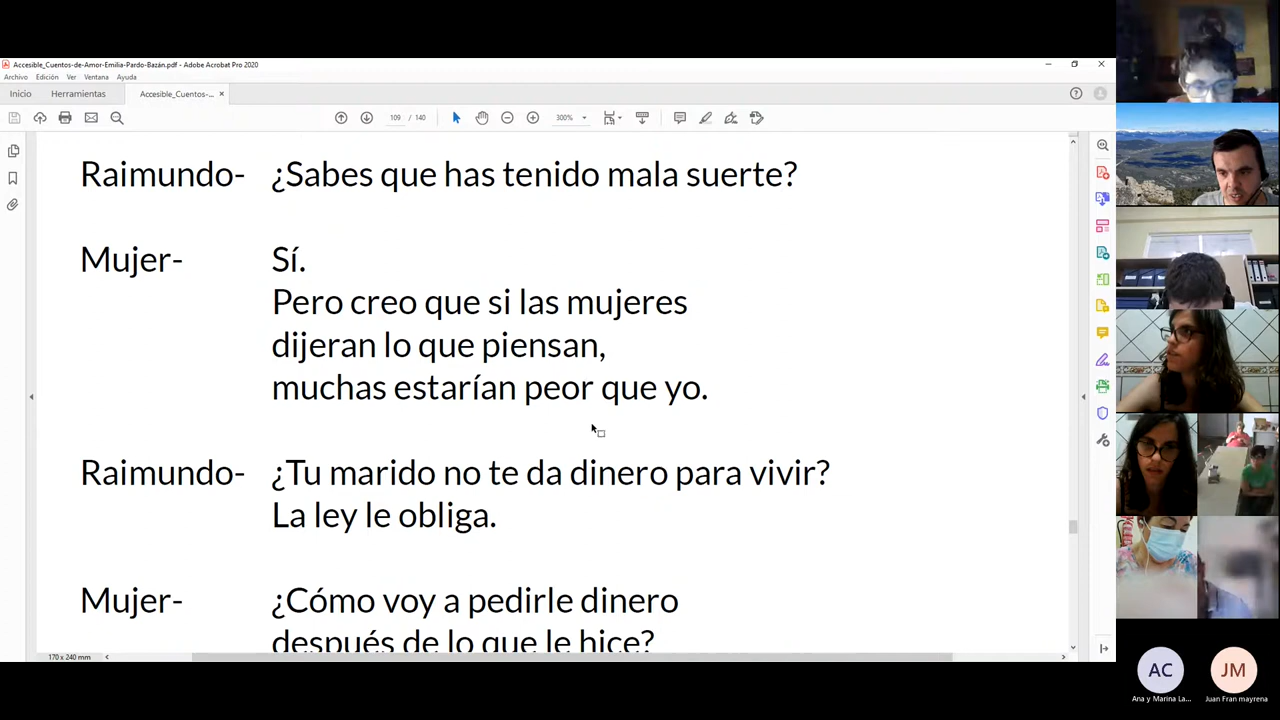 Accesible_Cuentos-de-Amor-Emilia-Pardo-Bazán.pdf - Adobe Acrobat Pro 2020
Archivo Edición Ver Ventana Ayuda
Inicio Herramientas Accesible_Cuentos-... ×
109 / 140 300%
Raimundo- ¿Sabes que has tenido mala suerte?
Mujer- Sí.
Pero creo que si las mujeres
dijeran lo que piensan,
muchas estarían peor que yo.
Raimundo- ¿Tu marido no te da dinero para vivir?
La ley le obliga.
Mujer- ¿Cómo voy a pedirle dinero
después de lo que le hice?
170 x 240 mm
AC JM
Ana y Marina La... Juan Fran mayrena